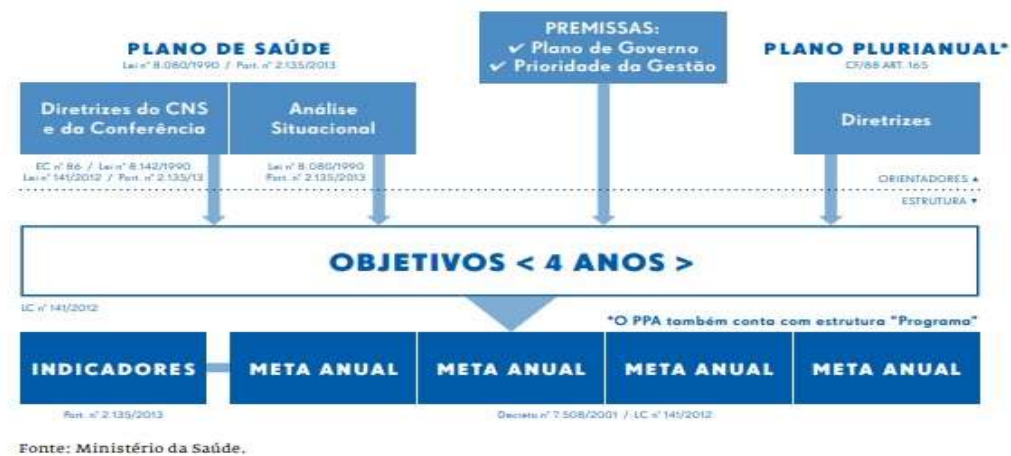 PLANO DE SAÚDE
Lei nº 8.080/1990 / Port. nº 2.135/2013
PREMISSAS:
✓ Plano de Governo
✓ Prioridade da Gestão
PLANO PLURIANUAL*
CF/88 ART. 165
Diretrizes do CNS
e da Conferência
Análise
Situacional
Diretrizes
EC nº 86 / Lei nº 8.142/1990
Lei nº 141/2012 / Port. nº 2.135/13
Lei nº 8.080/1990
Port. nº 2.135/2013
ORIENTADORES ▲
ESTRUTURA ▼
OBJETIVOS < 4 ANOS >
LC nº 141/2012
*O PPA também conta com estrutura "Programa"
INDICADORES
META ANUAL
META ANUAL
META ANUAL
META ANUAL
Port. nº 2.135/2013
Decreto nº 7.508/2001 / LC nº 141/2012
Fonte: Ministério da Saúde.